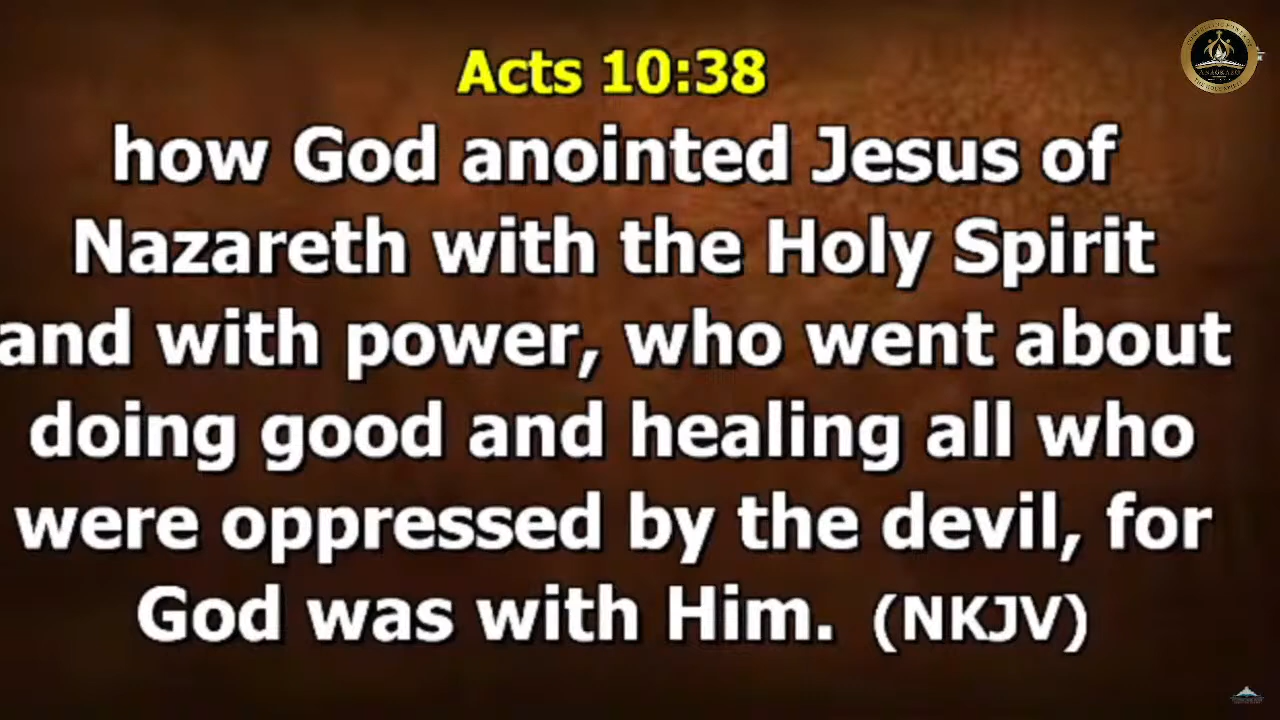 Acts 10:38
how God anointed Jesus of
Nazareth with the Holy Spirit
and with power, who went about
doing good and healing all who
were oppressed by the devil, for
God was with Him. (NKJV)
ANAGKAZO